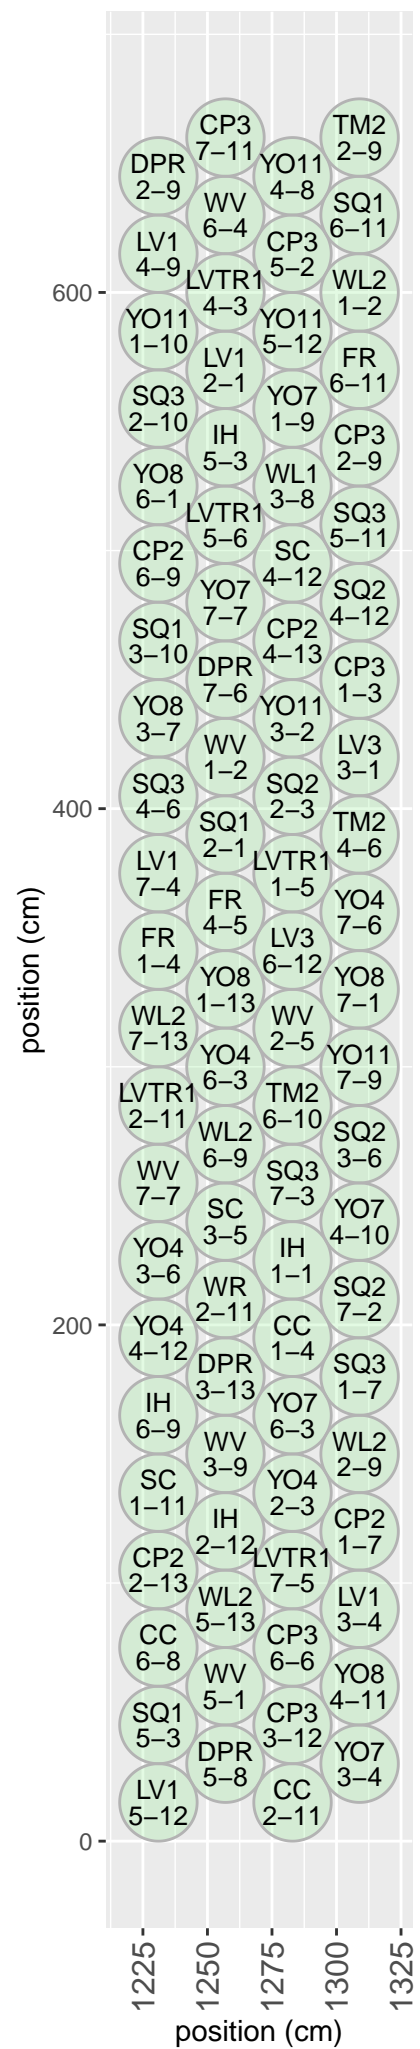 position (cm)
600
400
200
0
DPR
2–9
LV1
4–9
YO11
1–10
SQ3
2–10
YO8
6–1
CP2
6–9
SQ1
3–10
YO8
3–7
SQ3
4–6
LV1
7–4
FR
1–4
WL2
7–13
LVTR1
2–11
WV
7–7
YO4
3–6
YO4
4–12
IH
6–9
SC
1–11
CP2
2–13
CC
6–8
SQ1
5–3
LV1
5–12
CP3
7–11
WV
6–4
LVTR1
4–3
LV1
2–1
IH
5–3
LVTR1
5–6
YO7
7–7
DPR
7–6
WV
1–2
SQ1
2–1
FR
4–5
YO8
1–13
YO4
6–3
WL2
6–9
SC
3–5
WR
2–11
DPR
3–13
WV
3–9
IH
2–12
WL2
5–13
WV
5–1
DPR
5–8
YO11
4–8
CP3
5–2
YO11
5–12
YO7
1–9
WL1
3–8
SC
4–12
CP2
4–13
YO11
3–2
SQ2
2–3
LVTR1
1–5
LV3
6–12
WV
2–5
TM2
6–10
SQ3
7–3
IH
1–1
CC
1–4
YO7
6–3
YO4
2–3
LVTR1
7–5
CP3
6–6
CP3
3–12
CC
2–11
TM2
2–9
SQ1
6–11
WL2
1–2
FR
6–11
CP3
2–9
SQ3
5–11
SQ2
4–12
CP3
1–3
LV3
3–1
TM2
4–6
YO4
7–6
YO8
7–1
YO11
7–9
SQ2
3–6
YO7
4–10
SQ2
7–2
SQ3
1–7
WL2
2–9
CP2
1–7
LV1
3–4
YO8
4–11
YO7
3–4
1225
1250
1275
1300
1325
position (cm)